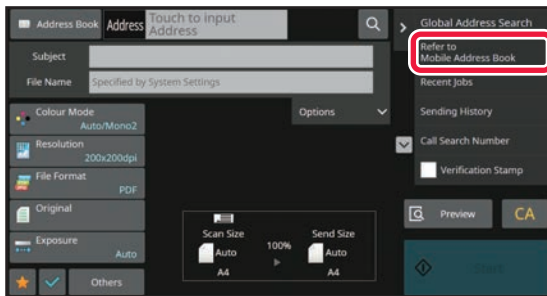 Address Book
Address
Touch to input
Address
Subject
File Name
Specified by System Settings
Colour Mode
Auto/Mono2
Resolution
200x200dpi
File Format
PDF
Original
Exposure
Auto
Others
Options
Scan Size
Auto
A4
100%
Send Size
Auto
A4
Global Address Search
Refer to
Mobile Address Book
Recent Jobs
Sending History
Call Search Number
Verification Stamp
Preview
CA
Start